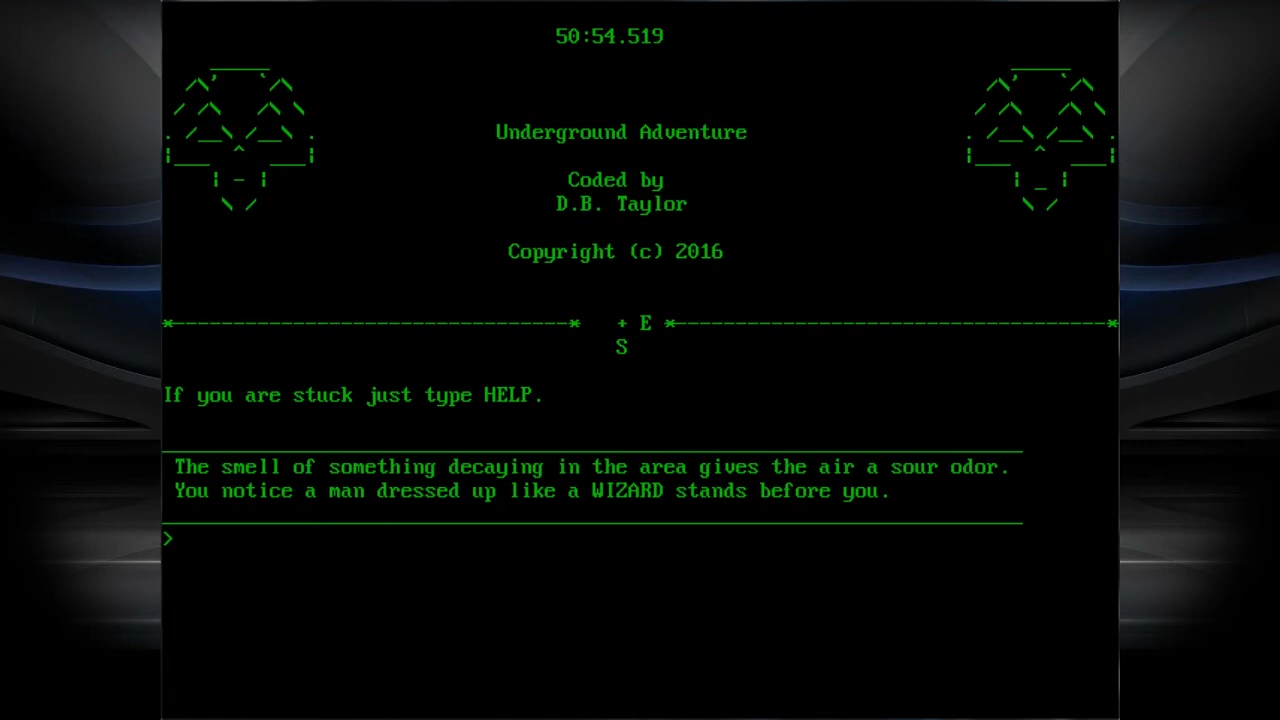 50:54.519
Underground Adventure
Coded by
D.B. Taylor
Copyright (c) 2016
*----------------------------------* + E *-------------------------------------*
S
If you are stuck just type HELP.
The smell of something decaying in the area gives the air a sour odor.
You notice a man dressed up like a WIZARD stands before you.
>